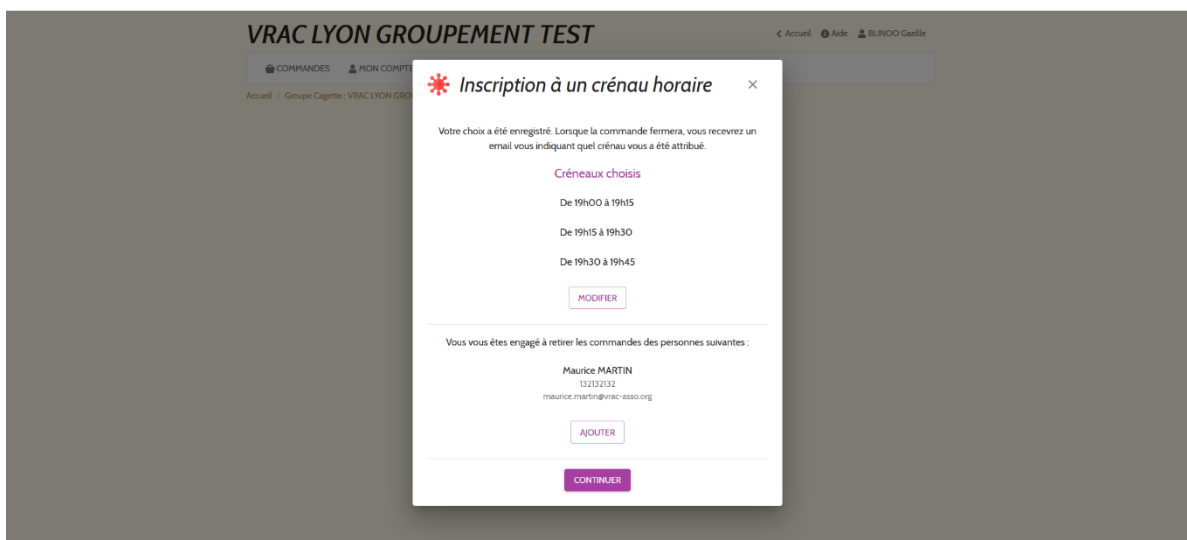 VRAC LYON GROUPEMENT TEST
Accueil Aide BLINOO Gaellle
COMMANDES MON COMPTE
Accueil / Groupe Cagette : VRAC LYON GRO
Inscription à un crénau horaire
Votre choix a été enregistré. Lorsque la commande fermera, vous recevrez un
email vous indiquant quel crénau vous a été attribué.
Créneaux choisis
De 19h00 à 19h15
De 19h15 à 19h30
De 19h30 à 19h45
MODIFIER
Vous vous êtes engagé à retirer les commandes des personnes suivantes :
Maurice MARTIN
132132132
maurice.martin@vrac-asso.org
AJOUTER
CONTINUER